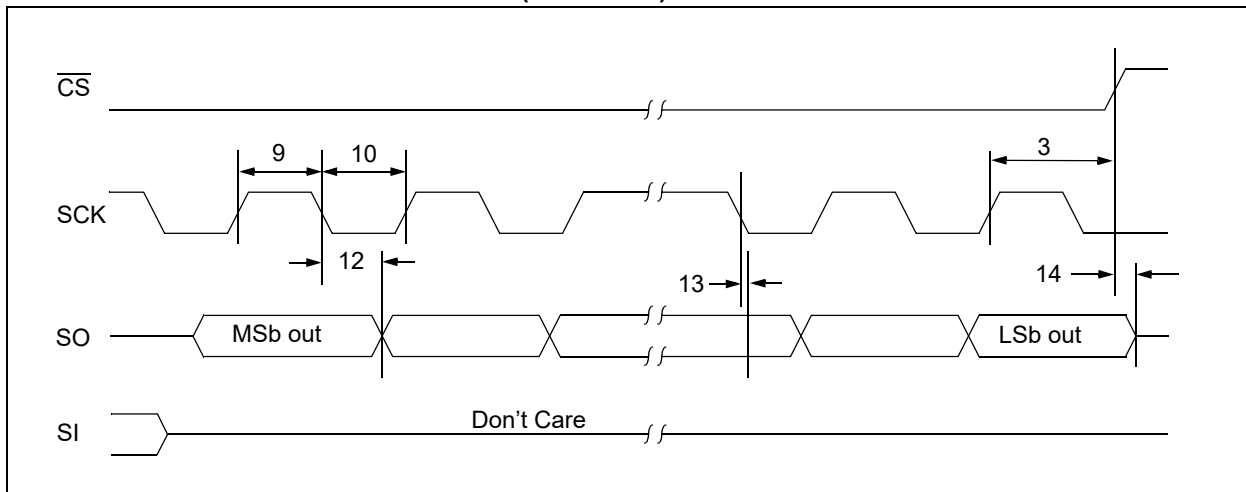 CS
9
10
3
SCK
12
13
14
SO
MSb out
LSb out
SI
Don't Care